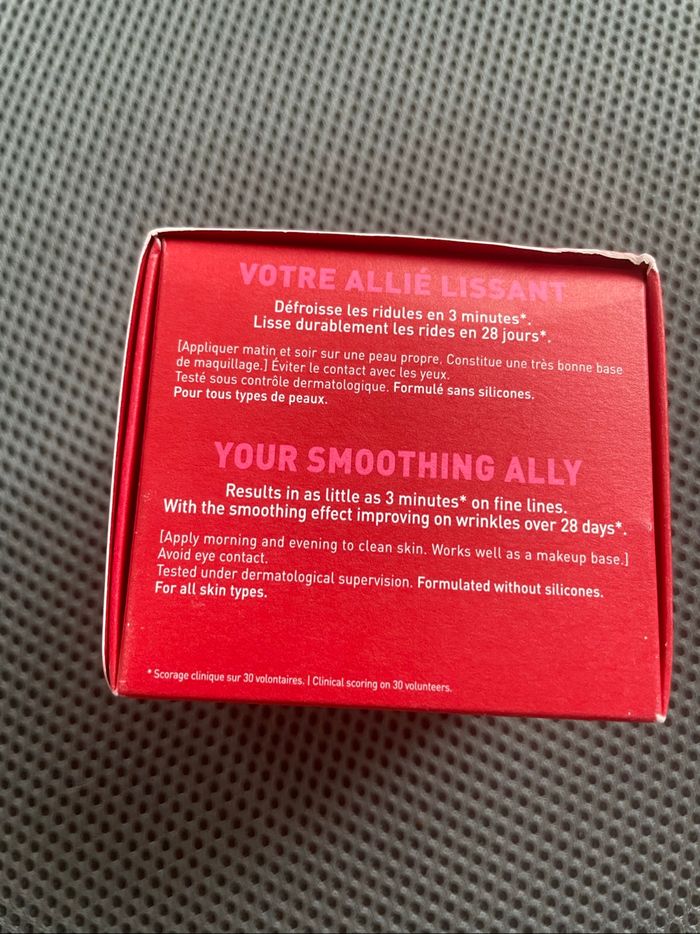 VOTRE ALLIÉ LISSANT
Défroisse les ridules en 3 minutes*.
Lisse durablement les rides en 28 jours*.
[Appliquer matin et soir sur une peau propre. Constitue une très bonne base
de maquillage.] Éviter le contact avec les yeux.
Testé sous contrôle dermatologique. Formulé sans silicones.
Pour tous types de peaux.
YOUR SMOOTHING ALLY
Results in as little as 3 minutes* on fine lines.
With the smoothing effect improving on wrinkles over 28 days*.
[Apply morning and evening to clean skin. Works well as a makeup base.]
Avoid eye contact.
Tested under dermatological supervision. Formulated without silicones.
For all skin types.
* Scorage clinique sur 30 volontaires. | Clinical scoring on 30 volunteers.